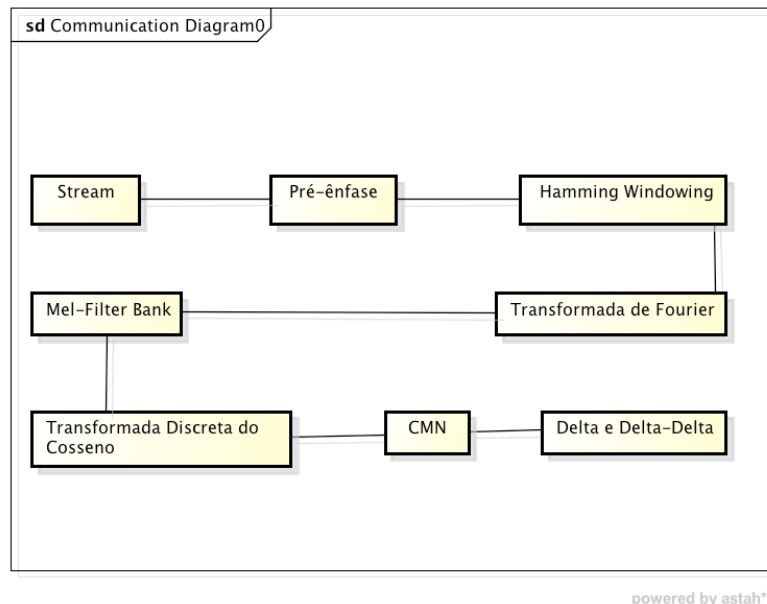 sd Communication Diagram0
Stream
Pré-ênfase
Hamming Windowing
Mel-Filter Bank
Transformada de Fourier
Transformada Discreta do
Cosseno
CMN
Delta e Delta-Delta
powered by astah*